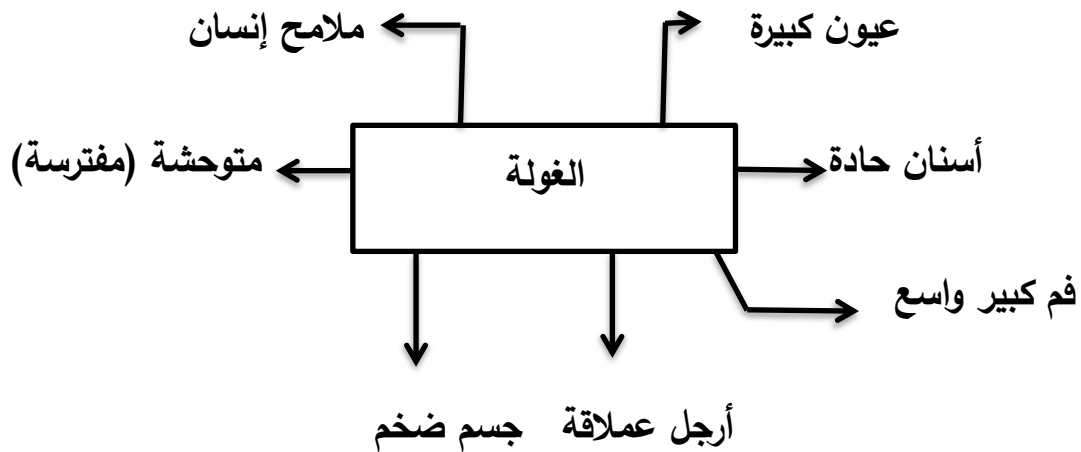 عيون كبيرة
ملامح إنسان
أسنان حادة
الغولة
متوحشة (مفترسة)
فم كبير واسع
أرجل عملاقة
جسم ضخم